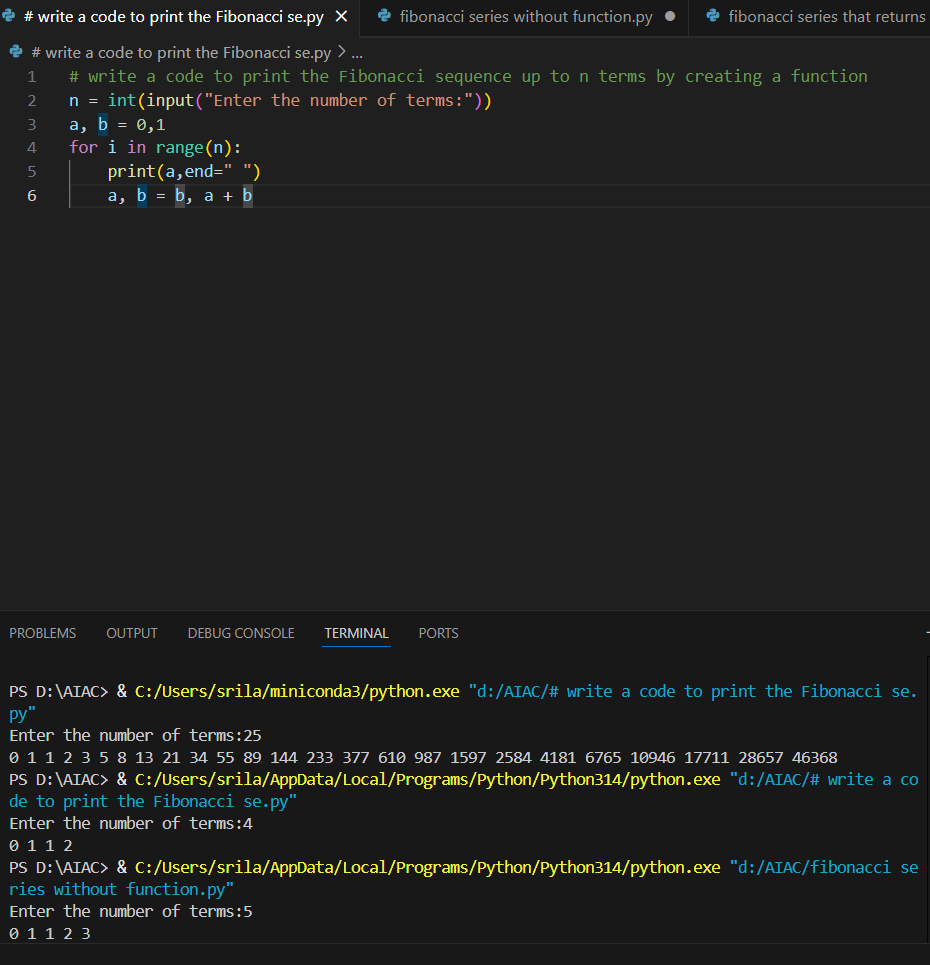 # write a code to print the Fibonacci se.py ✕ fibonacci series without function.py ● fibonacci series that returns
# write a code to print the Fibonacci se.py > ...
1 # write a code to print the Fibonacci sequence up to n terms by creating a function
2 n = int(input("Enter the number of terms:"))
3 a, b = 0,1
4 for i in range(n):
5     print(a,end=" ")
6     a, b = b, a + b
PROBLEMS OUTPUT DEBUG CONSOLE TERMINAL PORTS
PS D:\AIAC> & C:/Users/srila/miniconda3/python.exe "d:/AIAC/# write a code to print the Fibonacci se.
py"
Enter the number of terms:25
0 1 1 2 3 5 8 13 21 34 55 89 144 233 377 610 987 1597 2584 4181 6765 10946 17711 28657 46368
PS D:\AIAC> & C:/Users/srila/AppData/Local/Programs/Python/Python314/python.exe "d:/AIAC/# write a co
de to print the Fibonacci se.py"
Enter the number of terms:4
0 1 1 2
PS D:\AIAC> & C:/Users/srila/AppData/Local/Programs/Python/Python314/python.exe "d:/AIAC/fibonacci se
ries without function.py"
Enter the number of terms:5
0 1 1 2 3